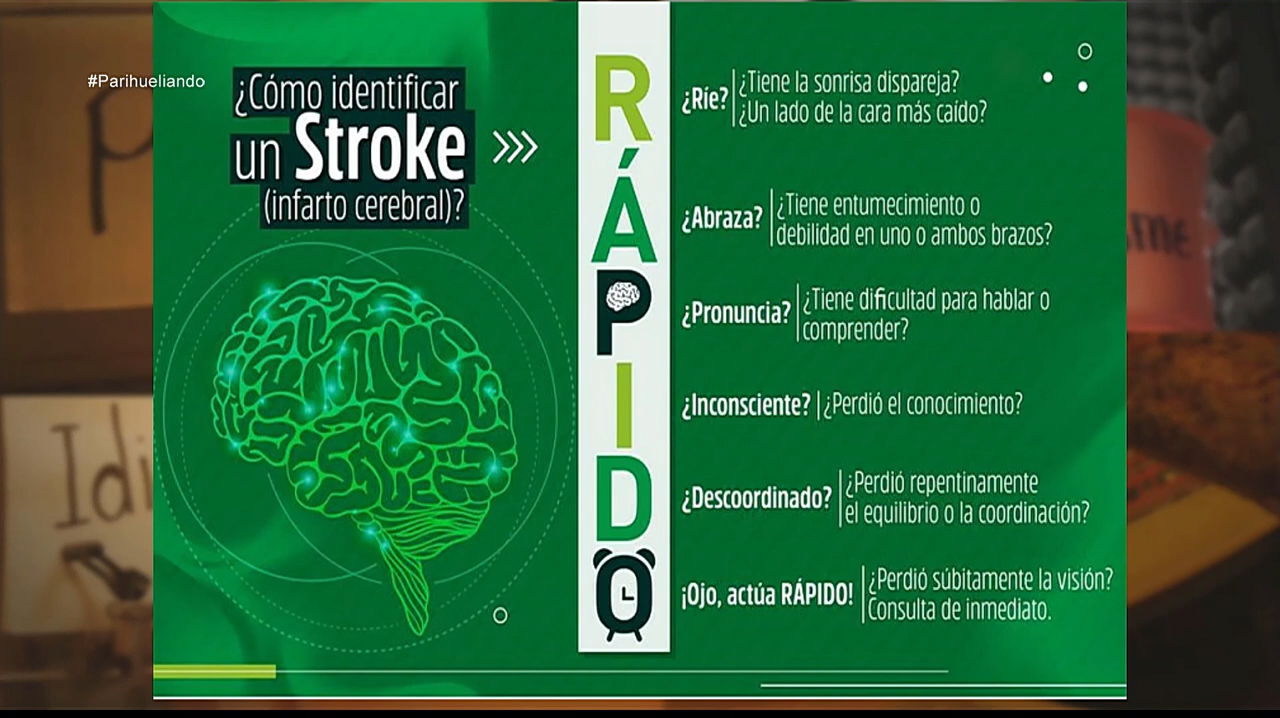 #Parihueliando
¿Cómo identificar
un Stroke
(infarto cerebral)?
RÁPIDO
¿Ríe?
¿Tiene la sonrisa dispareja?
¿Un lado de la cara más caído?
¿Abraza?
¿Tiene entumecimiento o
debilidad en uno o ambos brazos?
¿Pronuncia?
¿Tiene dificultad para hablar o
comprender?
¿Inconsciente?
¿Perdió el conocimiento?
¿Descoordinado?
¿Perdió repentinamente
el equilibrio o la coordinación?
¡Ojo, actúa RÁPIDO!
¿Perdió súbitamente la visión?
Consulta de inmediato.